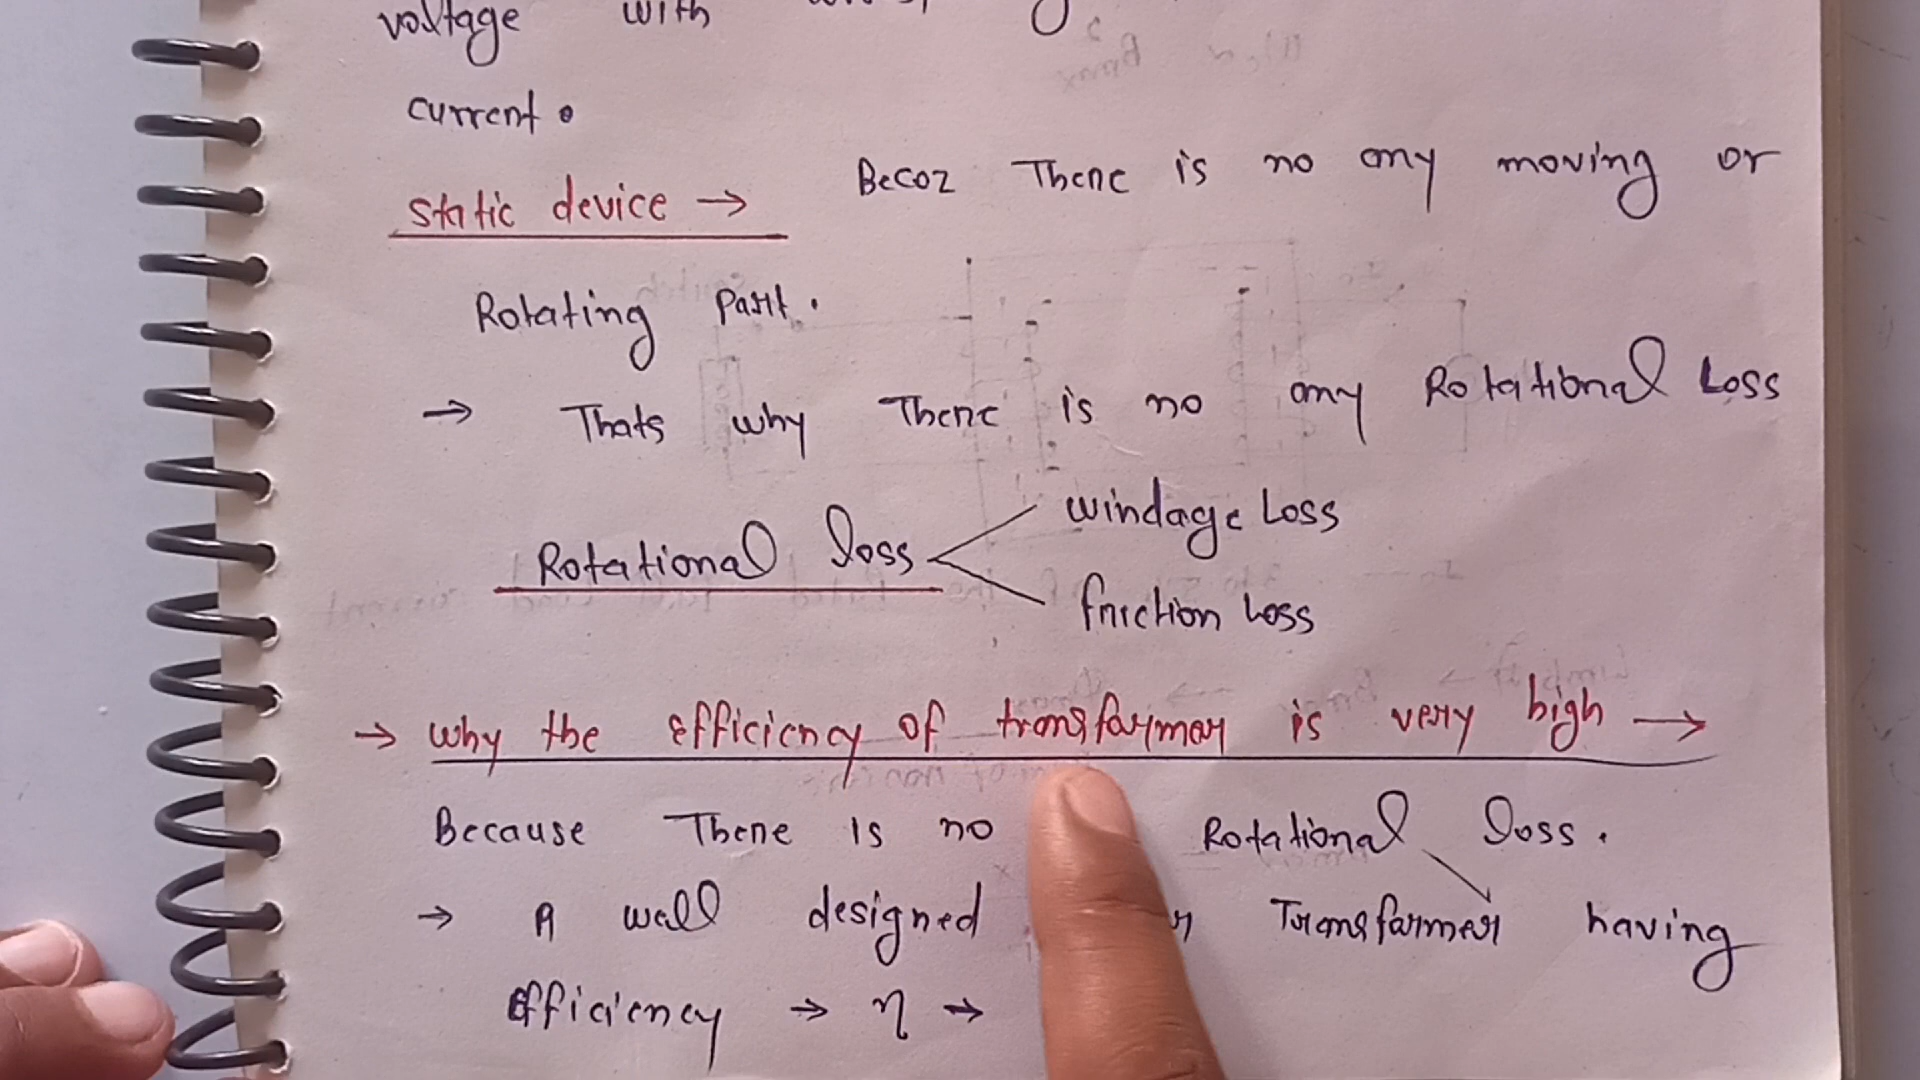 voltage with
current.
static device → Becoz There is no any moving or
Rotating Part.
→ Thats why There is no any Rotational Loss
Rotational loss
windage Loss
friction Loss
→ why the efficiency of transformer is very high →
Because There is no Rotational loss.
→ A well designed Transformer having
Efficiency → η →